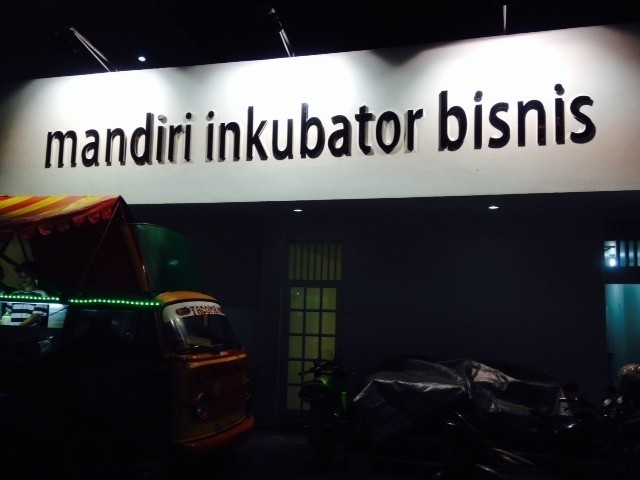 mandiri inkubator bisnis